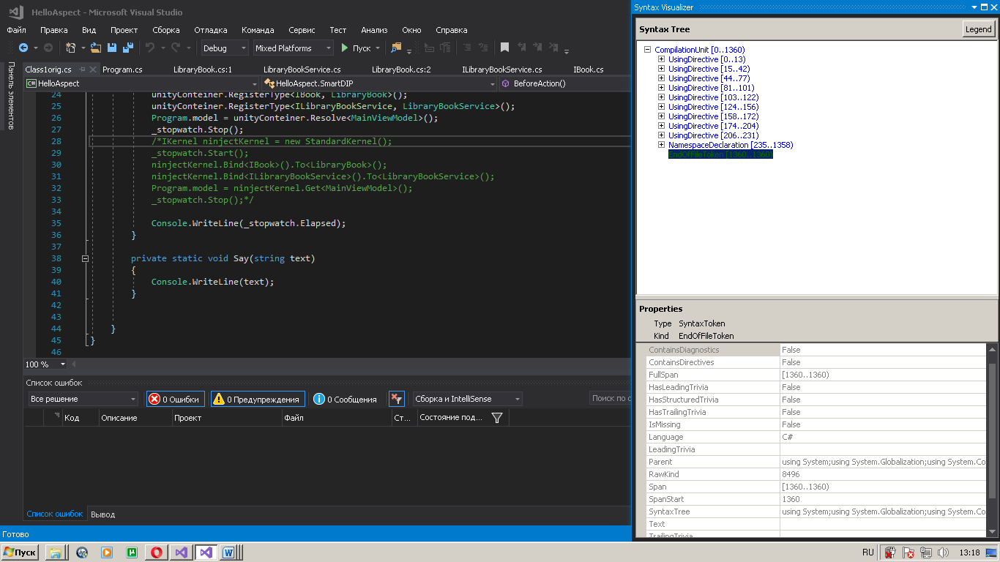 HelloAspect - Microsoft Visual Studio
Файл Правка Вид Проект Сборка Отладка Команда Сервис Тест Анализ Окно Справка
Debug Mixed Platforms Пуск
Панель элементов
Class1orig.cs Program.cs LibraryBook.cs:1 LibraryBookService.cs LibraryBook.cs:2 ILibraryBookService.cs IBook.cs
C# HelloAspect HelloAspect.SmartDIP BeforeAction()
24 unityConteiner.RegisterType<IBook, LibraryBook>();
25 unityConteiner.RegisterType<ILibraryBookService, LibraryBookService>();
26 Program.model = unityConteiner.Resolve<MainViewModel>();
27 _stopwatch.Stop();
28 /*IKernel ninjectKernel = new StandardKernel();
29 _stopwatch.Start();
30 ninjectKernel.Bind<IBook>().To<LibraryBook>();
31 ninjectKernel.Bind<ILibraryBookService>().To<LibraryBookService>();
32 Program.model = ninjectKernel.Get<MainViewModel>();
33 _stopwatch.Stop();*/
34
35 Console.WriteLine(_stopwatch.Elapsed);
36 }
37
38 private static void Say(string text)
39 {
40 Console.WriteLine(text);
41 }
42
43
44 }
45 }
46
100 %
Список ошибок
Все решение 0 Ошибки 0 Предупреждения 0 Сообщения Сборка и IntelliSense Поиск по
Код Описание Проект Файл Ст... Состояние под...
Список ошибок Вывод
Готово
Syntax Visualizer
Syntax Tree Legend
CompilationUnit [0..1360)
UsingDirective [0..13)
UsingDirective [15..42)
UsingDirective [44..77)
UsingDirective [81..101)
UsingDirective [103..122)
UsingDirective [124..156)
UsingDirective [158..172)
UsingDirective [174..204)
UsingDirective [206..231)
NamespaceDeclaration [235..1358)
EndOfFileToken [1360..1360)
Properties
Type SyntaxToken
Kind EndOfFileToken
ContainsDiagnostics False
ContainsDirectives False
FullSpan [1360..1360)
HasLeadingTrivia False
HasStructuredTrivia False
HasTrailingTrivia False
IsMissing False
Language C#
LeadingTrivia
Parent using System;using System.Globalization;using System.Co
RawKind 8496
Span [1360..1360)
SpanStart 1360
SyntaxTree using System;using System.Globalization;using System.Co
Text
TrailingTrivia
Пуск RU 13:18